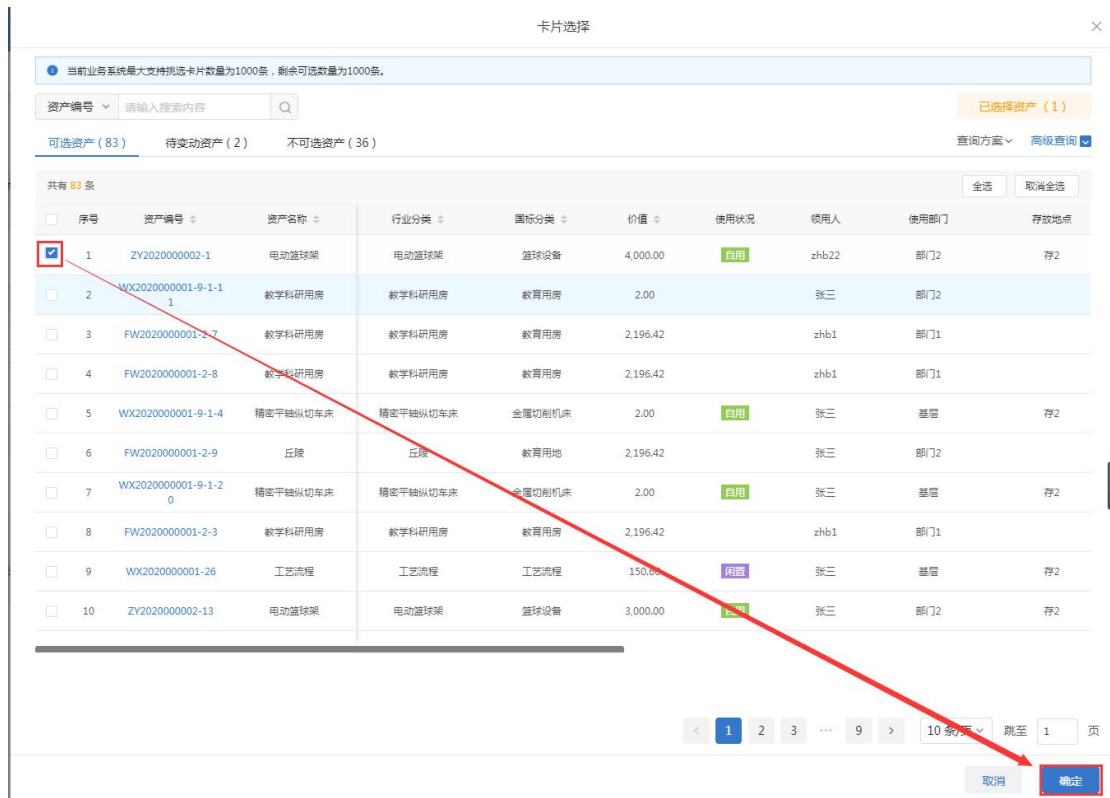 卡片选择
当前业务系统最大支持挑选卡片数量为1000条，剩余可选数量为1000条。
资产编号 请输入搜索内容 已选择资产（1）
可选资产(83) 待变动资产(2) 不可选资产(36) 查询方案 高级查询
共有 83 条 全选 取消全选
序号 资产编号 资产名称 行业分类 国标分类 价值 使用状况 领用人 使用部门 存放地点
1 ZY2020000002-1 电动篮球架 电动篮球架 篮球设备 4,000.00 自用 zhb22 部门2 存2
2 WX2020000001-9-1-11 教学科研用房 教学科研用房 教育用房 2.00 张三 部门2
3 FW2020000001-2-7 教学科研用房 教学科研用房 教育用房 2,196.42 zhb1 部门1
4 FW2020000001-2-8 教学科研用房 教学科研用房 教育用房 2,196.42 zhb1 部门1
5 WX2020000001-9-1-4 精密平轴纵切车床 精密平轴纵切车床 金属切削机床 2.00 自用 张三 基层 存2
6 FW2020000001-2-9 丘陵 丘陵 教育用地 2,196.42 张三 部门2
7 WX2020000001-9-1-20 精密平轴纵切车床 精密平轴纵切车床 金属切削机床 2.00 自用 张三 基层 存2
8 FW2020000001-2-3 教学科研用房 教学科研用房 教育用房 2,196.42 zhb1 部门1
9 WX2020000001-26 工艺流程 工艺流程 工艺流程 150.00 闲置 张三 基层 存2
10 ZY2020000002-13 电动篮球架 电动篮球架 篮球设备 3,000.00 自用 张三 部门2 存2
1 2 3 ··· 9 10 条/页 跳至 1 页
取消 确定